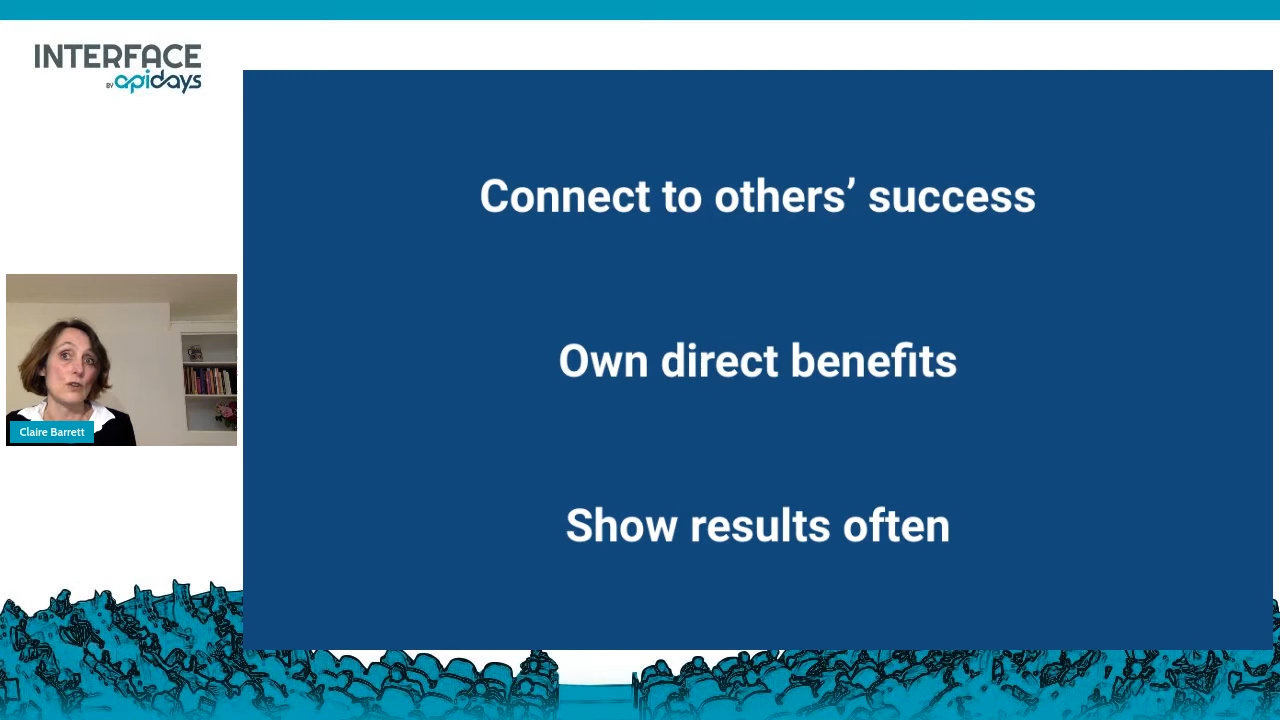 INTERFACE
BY apidays
Connect to others’ success
Own direct benefits
Show results often
Claire Barrett